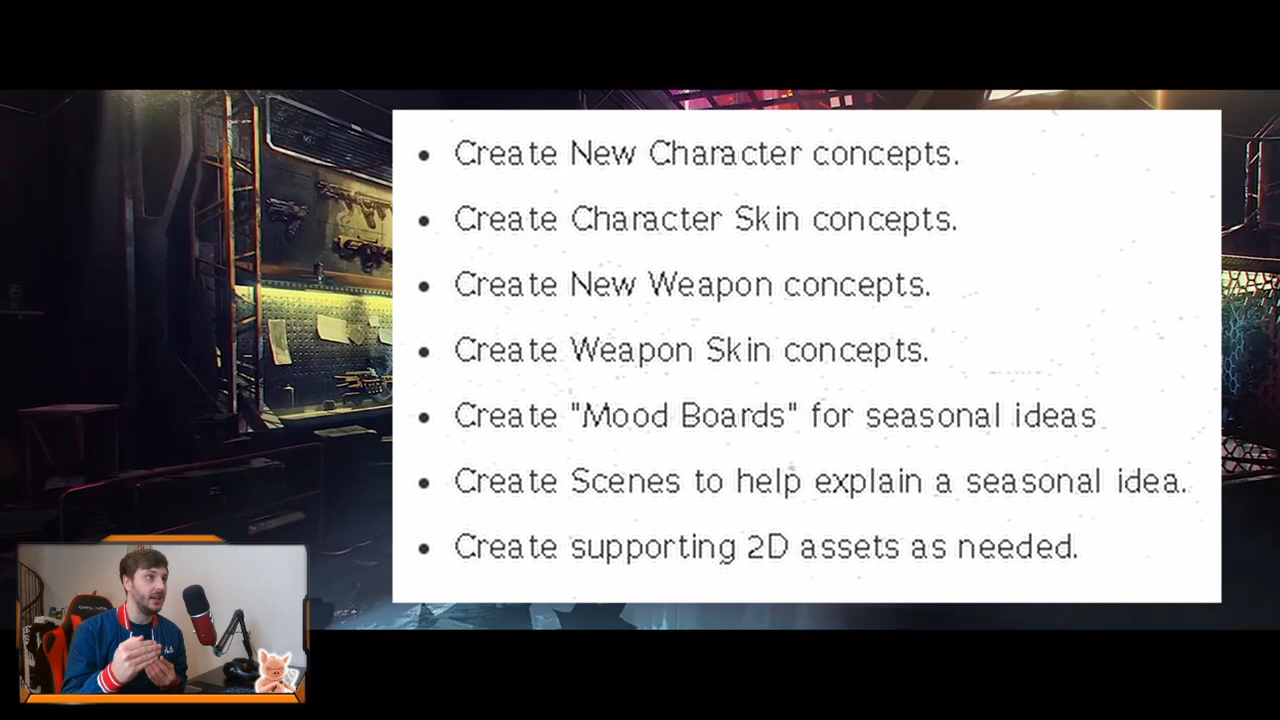 • Create New Character concepts.
• Create Character Skin concepts.
• Create New Weapon concepts.
• Create Weapon Skin concepts.
• Create "Mood Boards" for seasonal ideas
• Create Scenes to help explain a seasonal idea.
• Create supporting 2D assets as needed.